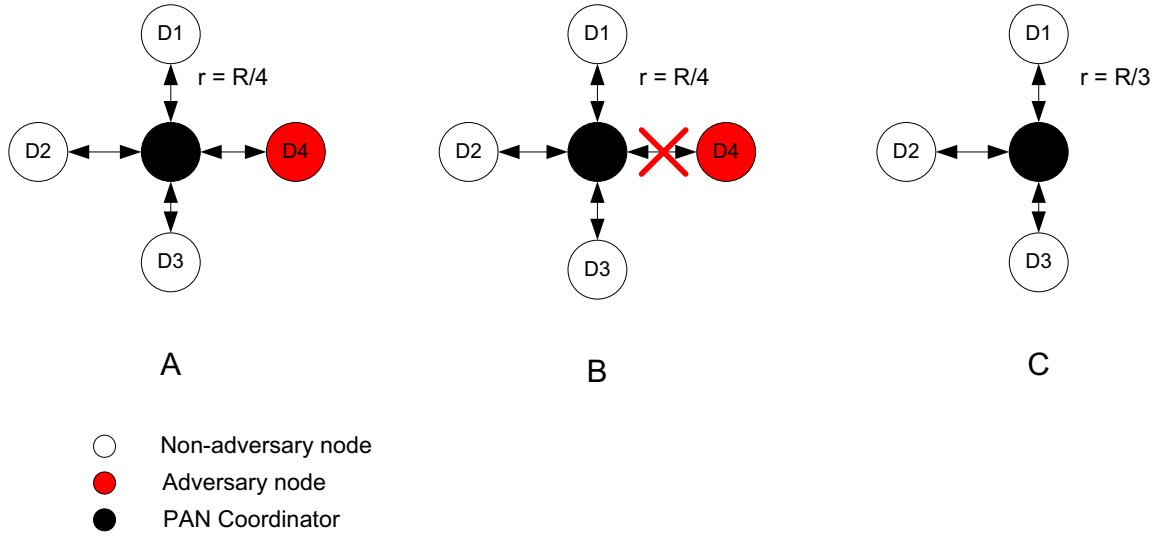 D1
r = R/4
D2
D4
D3
A
D1
r = R/4
D2
D4
D3
B
D1
r = R/3
D2
D3
C
Non-adversary node
Adversary node
PAN Coordinator